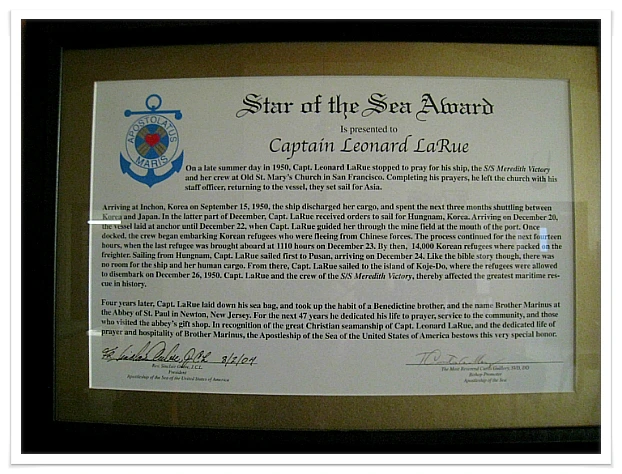 APOSTOLATUS
MARIS
Star of the Sea Award
Is presented to
Captain Leonard LaRue
On a late summer day in 1950, Capt. Leonard LaRue stopped to pray for his ship, the S/S Meredith Victory
and her crew at Old St. Mary's Church in San Francisco. Completing his prayers, he left the church with his
staff officer, returning to the vessel, they set sail for Asia.
Arriving at Inchon, Korea on September 15, 1950, the ship discharged her cargo, and spent the next three months shuttling between
Korea and Japan. In the latter part of December, Capt. LaRue received orders to sail for Hungnam, Korea. Arriving on December 20,
the vessel laid at anchor until December 22, when Capt. LaRue guided her through the mine field at the mouth of the port. Once
docked, the crew began embarking Korean refugees who were fleeing from Chinese forces. The process continued for the next fourteen
hours, when the last refugee was brought aboard at 1110 hours on December 23. By then, 14,000 Korean refugees where packed on the
freighter. Sailing from Hungnam, Capt. LaRue sailed first to Pusan, arriving on December 24. Like the bible story though, there was
no room for the ship and her human cargo. From there, Capt. LaRue sailed to the island of Koje-Do, where the refugees were allowed
to disembark on December 26, 1950. Capt. LaRue and the crew of the S/S Meredith Victory, thereby affected the greatest maritime res-
cue in history.
Four years later, Capt. LaRue laid down his sea bag, and took up the habit of a Benedictine brother, and the name Brother Marinus at
the Abbey of St. Paul in Newton, New Jersey. For the next 47 years he dedicated his life to prayer, service to the community, and those
who visited the abbey's gift shop. In recognition of the great Christian seamanship of Capt. Leonard LaRue, and the dedicated life of
prayer and hospitality of Brother Marinus, the Apostleship of the Sea of the United States of America bestows this very special honor.
Rev. Sinclair Oubre, J.C.L.
President
Apostleship of the Sea of the United States of America
The Most Reverend Curtis Guillory, SVD, DD
Bishop Promoter
Apostleship of the Sea